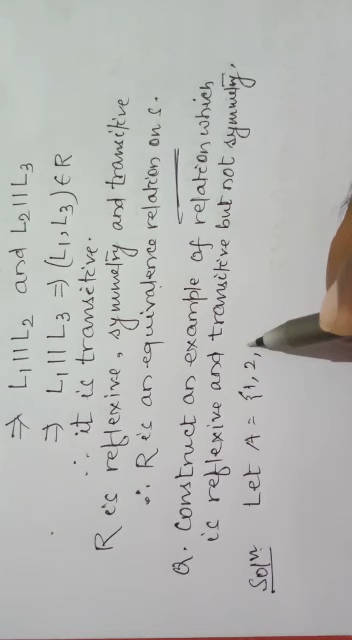 ⇒ L₁ || L₂ and L₂ || L₃
⇒ L₁ || L₃ ⇒ (L₁, L₃) ∈ R
∴ it is transitive.
R is reflexive, symmetry and transitive
∴ R is an equivalence relation on S.
Q. Construct an example of relation which
is reflexive and transitive but not symmetry.
Soln. Let A = {1, 2,